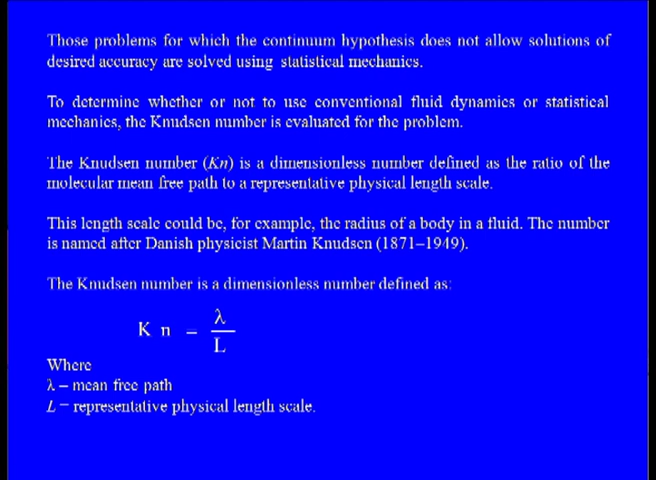 Those problems for which the continuum hypothesis does not allow solutions of
desired accuracy are solved using statistical mechanics.
To determine whether or not to use conventional fluid dynamics or statistical
mechanics, the Knudsen number is evaluated for the problem.
The Knudsen number (Kn) is a dimensionless number defined as the ratio of the
molecular mean free path to a representative physical length scale.
This length scale could be, for example, the radius of a body in a fluid. The number
is named after Danish physicist Martin Knudsen (1871–1949).
The Knudsen number is a dimensionless number defined as:
K n = λ / L
Where
λ – mean free path
L – representative physical length scale.